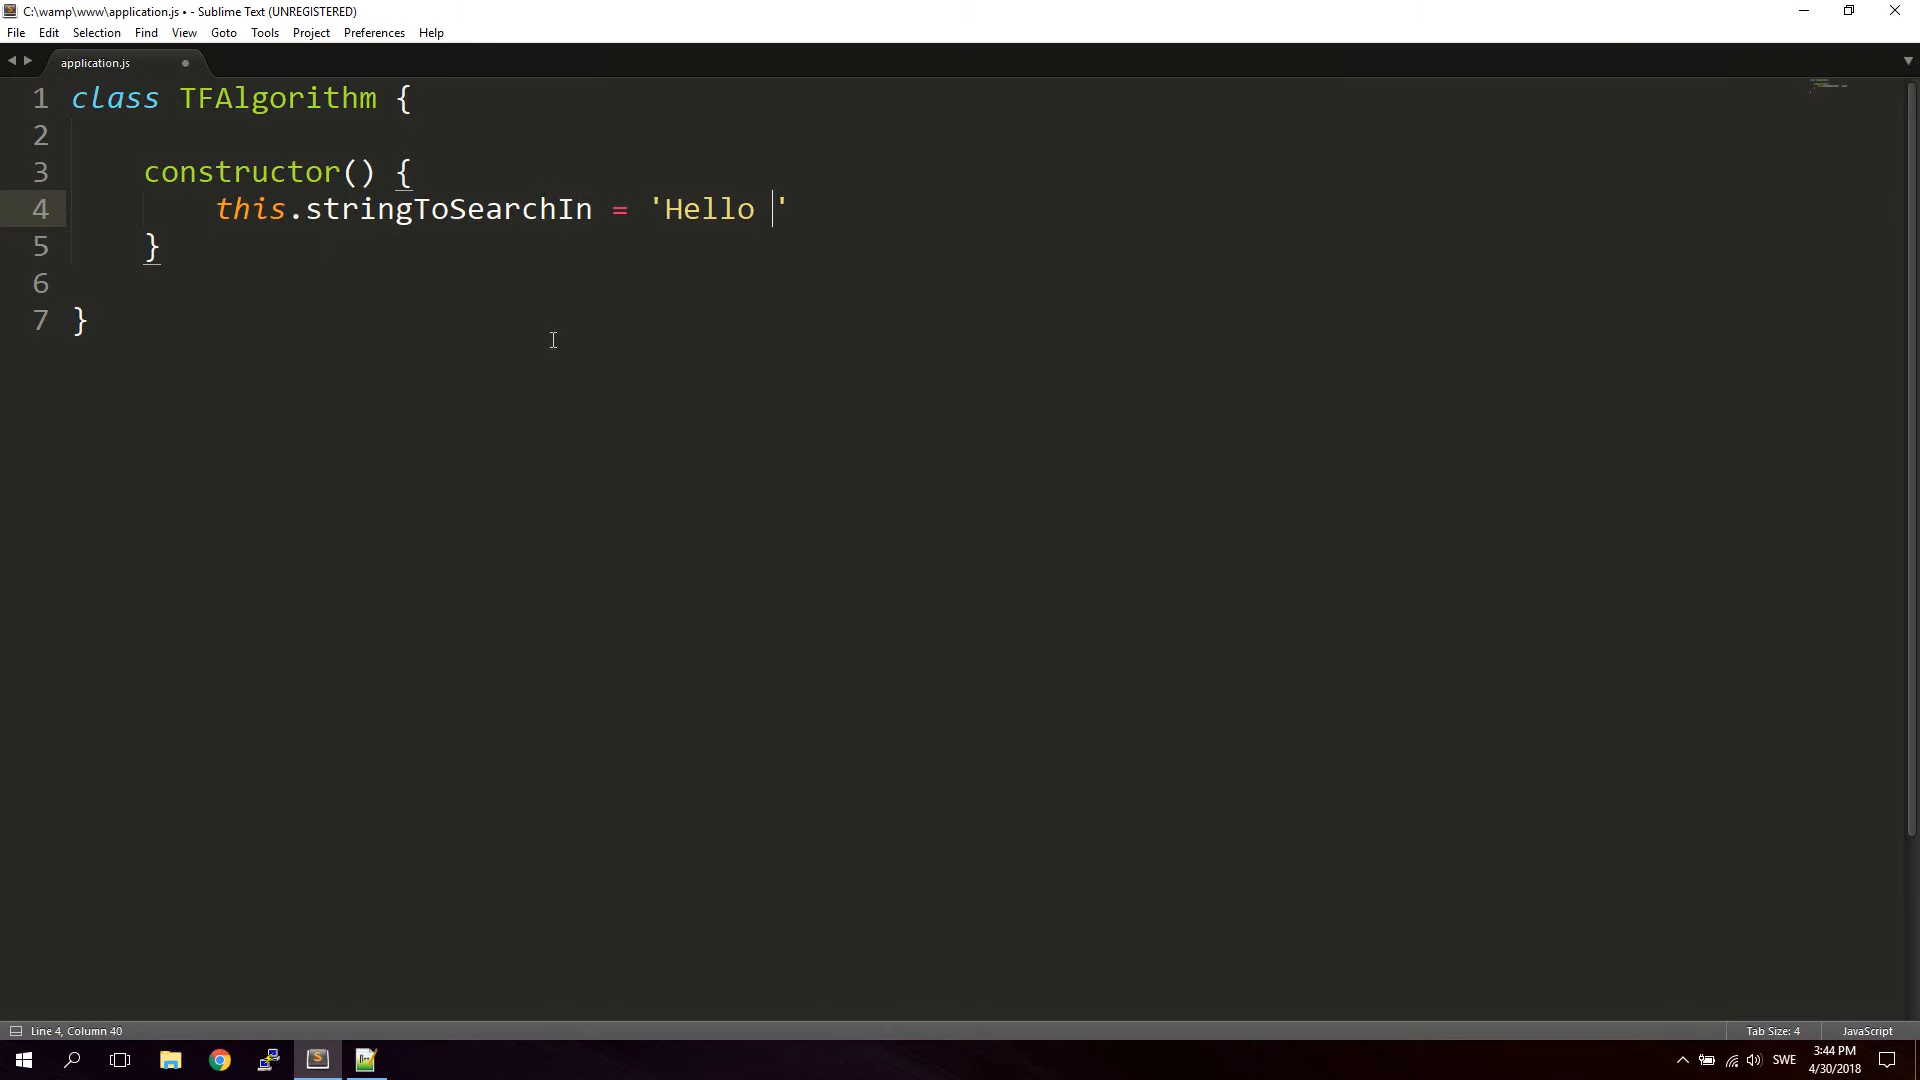 C:\wamp\www\application.js • - Sublime Text (UNREGISTERED)
File Edit Selection Find View Goto Tools Project Preferences Help
application.js
1 class TFAlgorithm {
2
3     constructor() {
4         this.stringToSearchIn = 'Hello '
5     }
6
7 }
Line 4, Column 40 Tab Size: 4 JavaScript
SWE 3:44 PM
4/30/2018